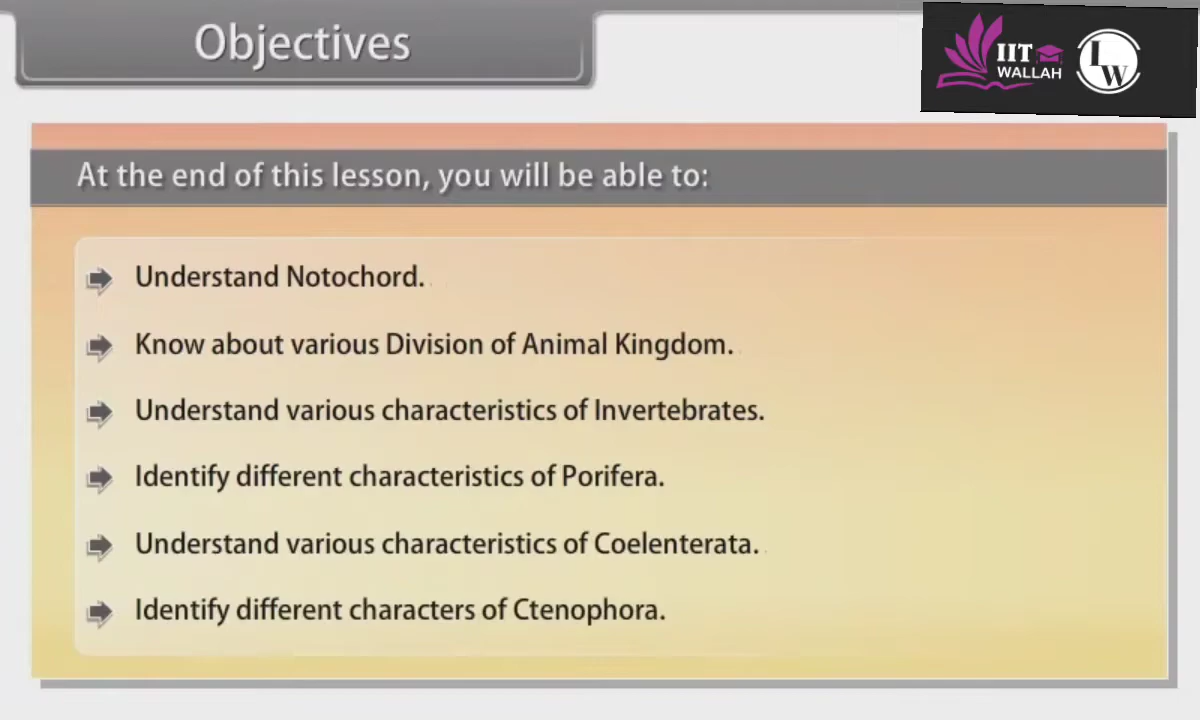 Objectives
IIT
WALLAH
LW
At the end of this lesson, you will be able to:
Understand Notochord.
Know about various Division of Animal Kingdom.
Understand various characteristics of Invertebrates.
Identify different characteristics of Porifera.
Understand various characteristics of Coelenterata.
Identify different characters of Ctenophora.